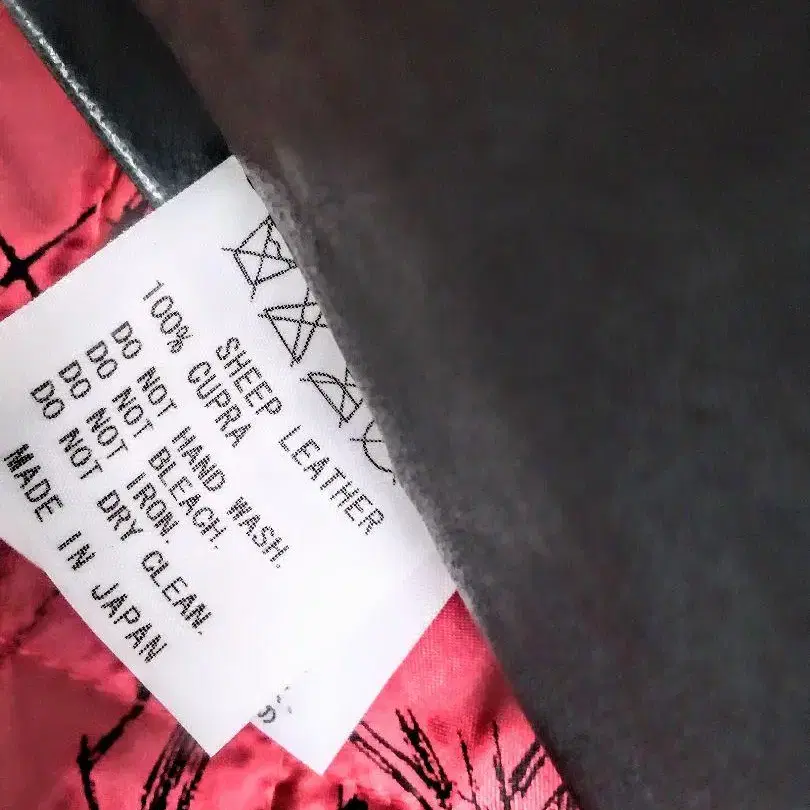 SHEEP LEATHER
100% CUPRA
DO NOT HAND WASH.
DO NOT BLEACH.
DO NOT IRON.
DO NOT DRY CLEAN.
MADE IN JAPAN